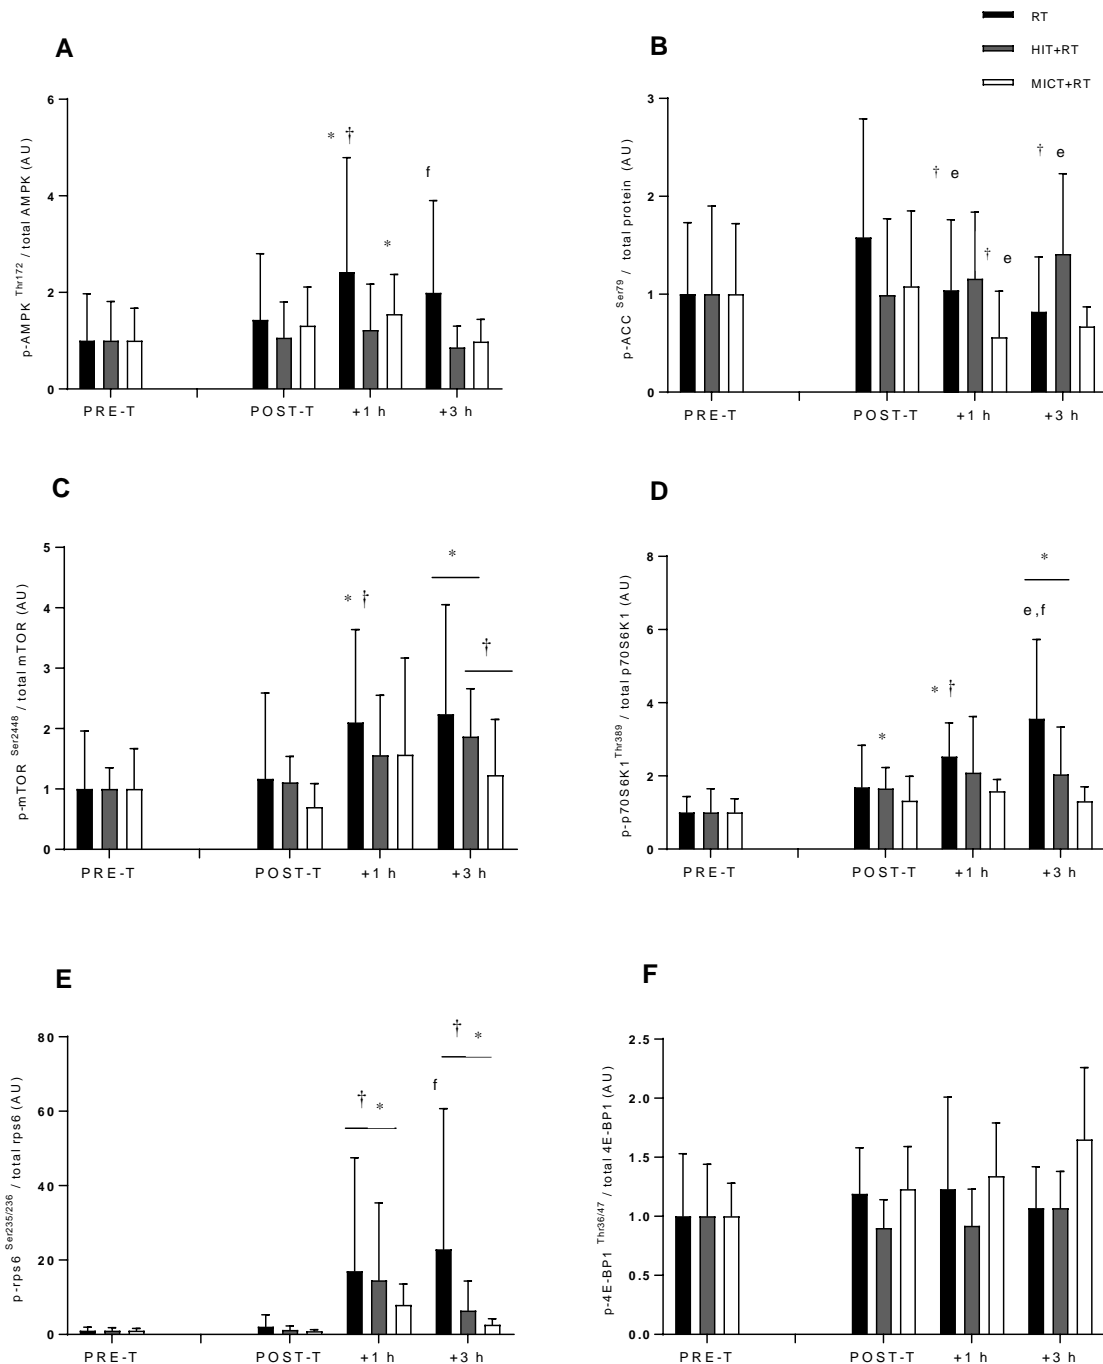 RT
HIT+RT
MICT+RT
A
p-AMPK Thr172 / total AMPK (AU)
6
4
2
0
* †
*
f
PRE-T
POST-T
+1 h
+3 h
B
p-ACC Ser79 / total protein (AU)
3
2
1
0
† e
† e
† e
PRE-T
POST-T
+1 h
+3 h
C
p-mTOR Ser2448 / total mTOR (AU)
5
4
3
2
1
0
* †
*
†
PRE-T
POST-T
+1 h
+3 h
D
p-p70S6K1 Thr389 / total p70S6K1 (AU)
8
6
4
2
0
*
* †
*
e,f
PRE-T
POST-T
+1 h
+3 h
E
p-rps6 Ser235/236 / total rps6 (AU)
80
60
40
20
0
† *
† *
f
PRE-T
POST-T
+1 h
+3 h
F
p-4E-BP1 Thr36/47 / total 4E-BP1 (AU)
2.5
2.0
1.5
1.0
0.5
0.0
PRE-T
POST-T
+1 h
+3 h